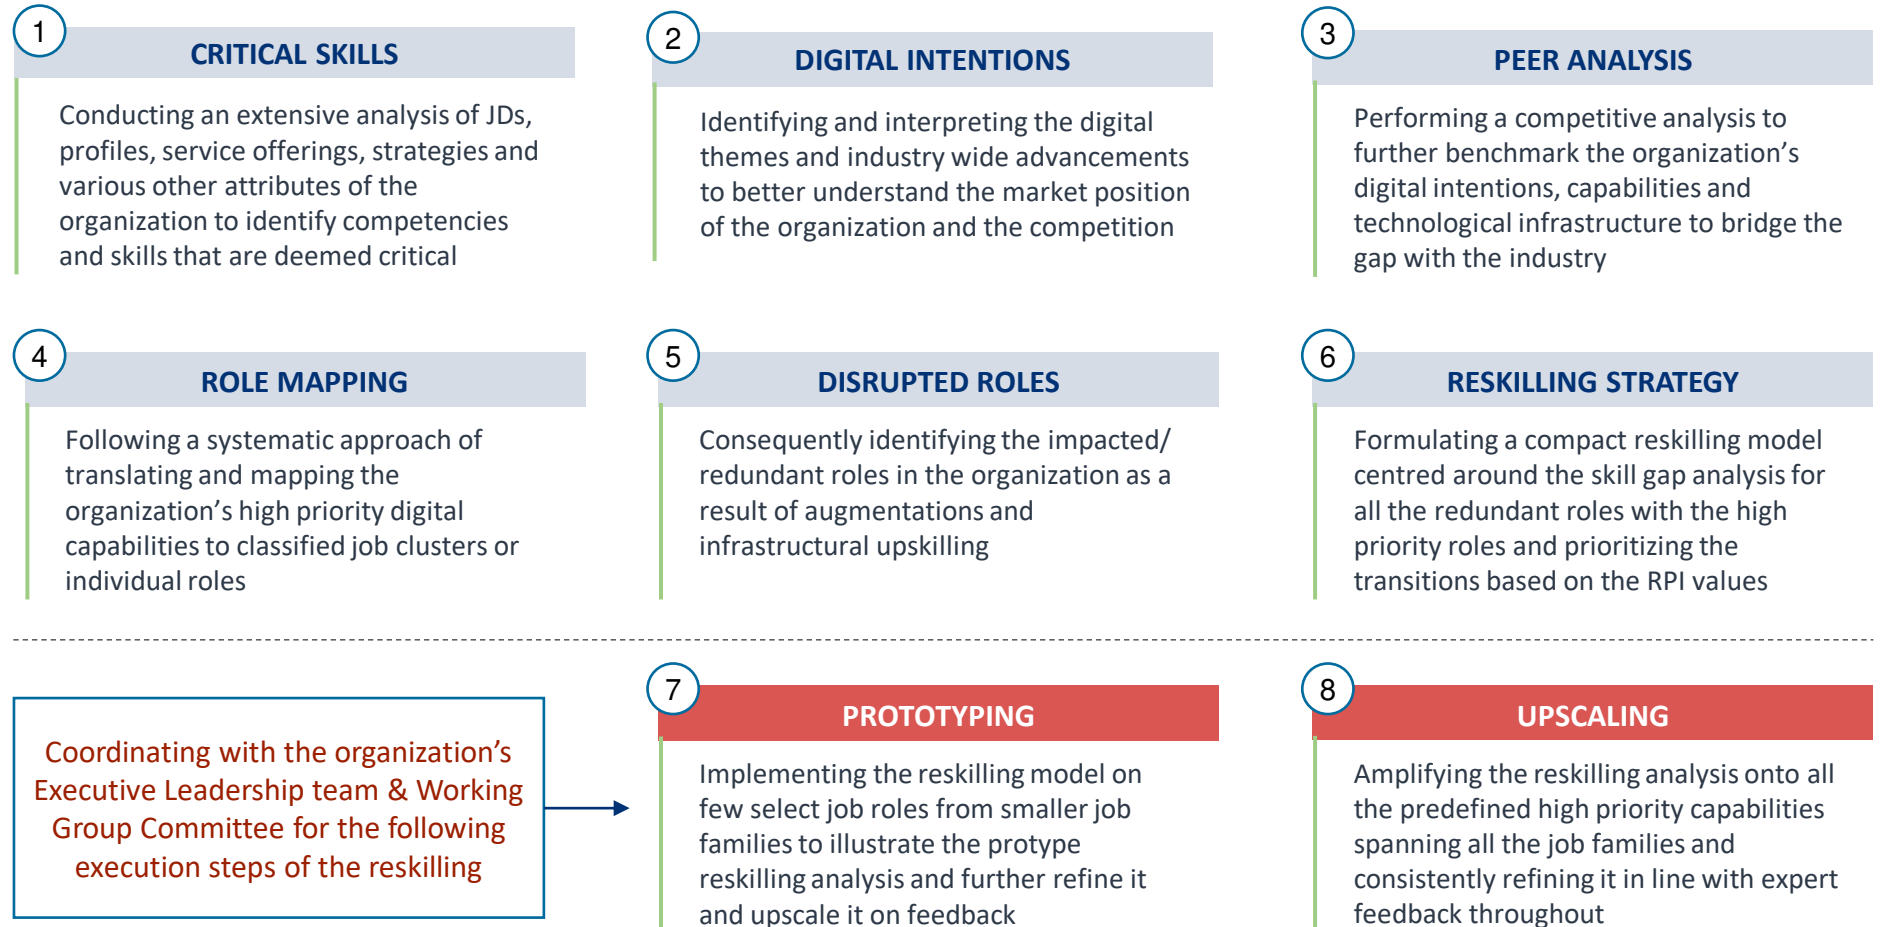 1
CRITICAL SKILLS
Conducting an extensive analysis of JDs,
profiles, service offerings, strategies and
various other attributes of the
organization to identify competencies
and skills that are deemed critical
2
DIGITAL INTENTIONS
Identifying and interpreting the digital
themes and industry wide advancements
to better understand the market position
of the organization and the competition
3
PEER ANALYSIS
Performing a competitive analysis to
further benchmark the organization’s
digital intentions, capabilities and
technological infrastructure to bridge the
gap with the industry
4
ROLE MAPPING
Following a systematic approach of
translating and mapping the
organization’s high priority digital
capabilities to classified job clusters or
individual roles
5
DISRUPTED ROLES
Consequently identifying the impacted/
redundant roles in the organization as a
result of augmentations and
infrastructural upskilling
6
RESKILLING STRATEGY
Formulating a compact reskilling model
centred around the skill gap analysis for
all the redundant roles with the high
priority roles and prioritizing the
transitions based on the RPI values
Coordinating with the organization’s
Executive Leadership team & Working
Group Committee for the following
execution steps of the reskilling
7
PROTOTYPING
Implementing the reskilling model on
few select job roles from smaller job
families to illustrate the protype
reskilling analysis and further refine it
and upscale it on feedback
8
UPSCALING
Amplifying the reskilling analysis onto all
the predefined high priority capabilities
spanning all the job families and
consistently refining it in line with expert
feedback throughout